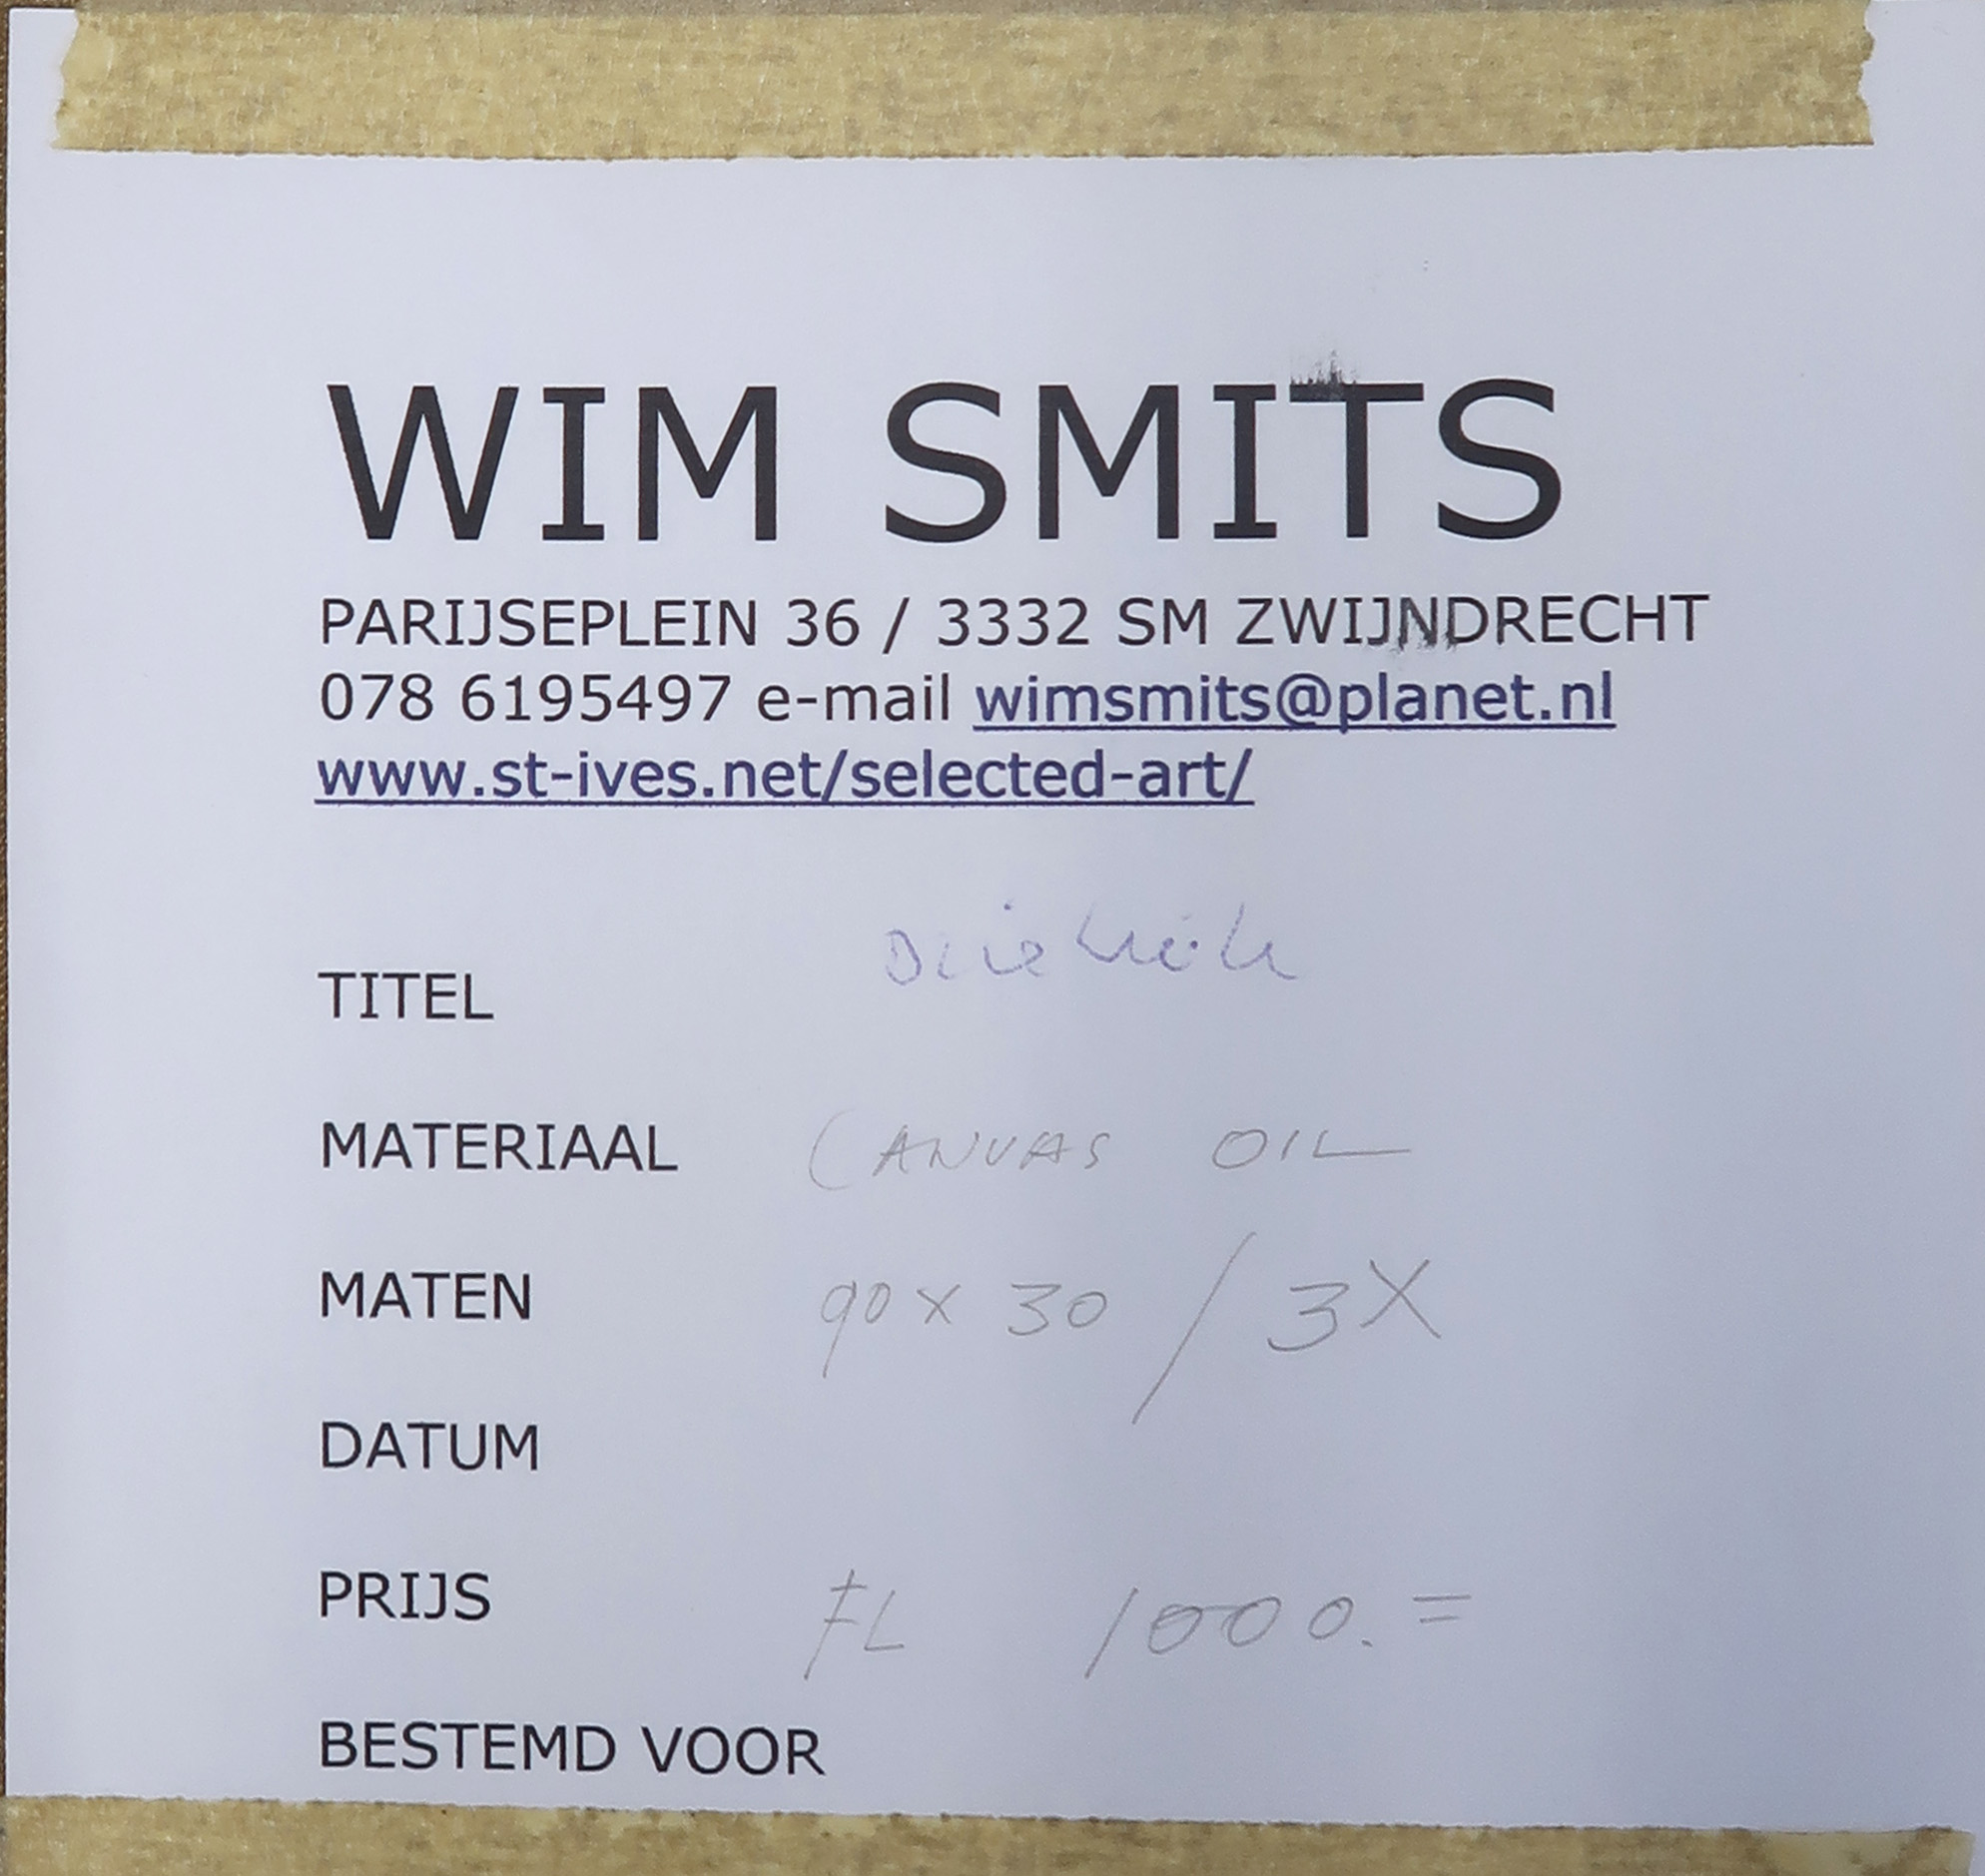 WIM SMITS
PARIJSEPLEIN 36 / 3332 SM ZWIJNDRECHT
078 6195497 e-mail wimsmits@planet.nl
www.st-ives.net/selected-art/
TITEL
MATERIAAL CANVAS OIL
MATEN 90 x 30 / 3X
DATUM
PRIJS FL 1000.=
BESTEMD VOOR